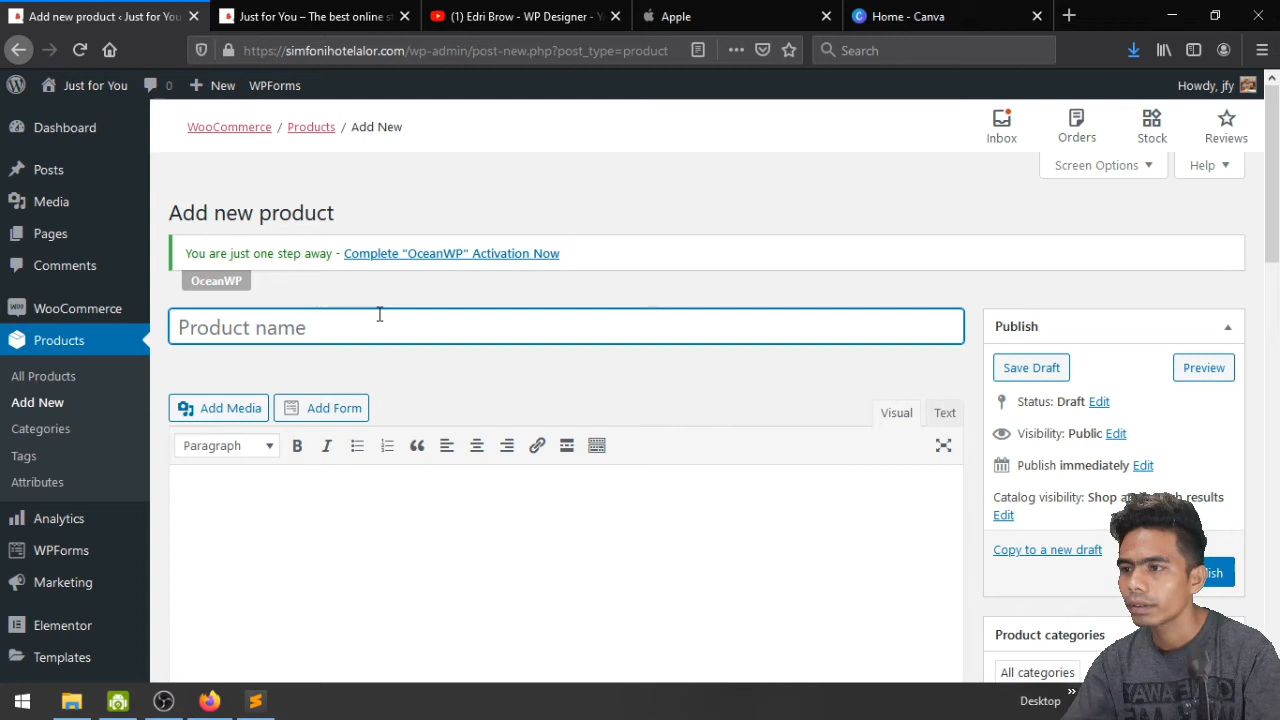 Add new product ‹ Just for You
Just for You – The best online s
(1) Edri Brow - WP Designer -
Apple
Home - Canva
https://simfonihotelalor.com/wp-admin/post-new.php?post_type=product
Search
Just for You
0
New
WPForms
Howdy, jfy
Dashboard
Posts
Media
Pages
Comments
WooCommerce
Products
All Products
Add New
Categories
Tags
Attributes
Analytics
WPForms
Marketing
Elementor
Templates
WooCommerce / Products / Add New
Inbox
Orders
Stock
Reviews
Screen Options
Help
Add new product
You are just one step away - Complete "OceanWP" Activation Now
OceanWP
Product name
Add Media
Add Form
Visual
Text
Paragraph
Publish
Save Draft
Preview
Status: Draft Edit
Visibility: Public Edit
Publish immediately Edit
Catalog visibility: Shop results
Edit
Copy to a new draft
Product categories
All categories
Desktop